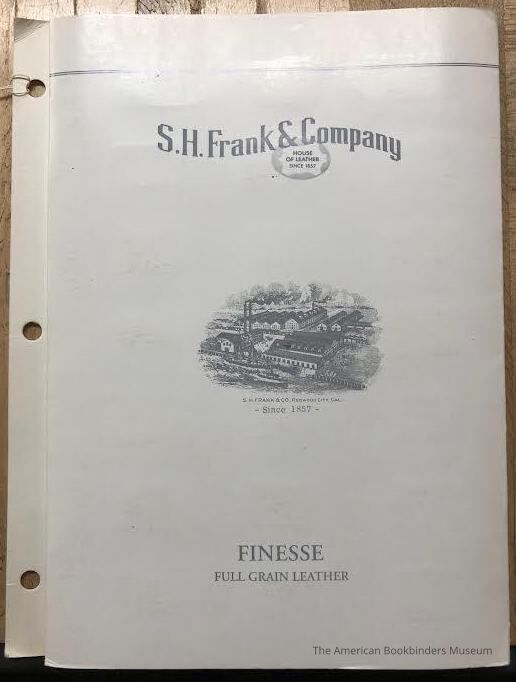 S.H. Frank & Company
HOUSE
OF LEATHER
SINCE 1857
S.H. FRANK & CO. REDWOOD CITY, CAL.
- Since 1857 -
FINESSE
FULL GRAIN LEATHER
The American Bookbinders Museum